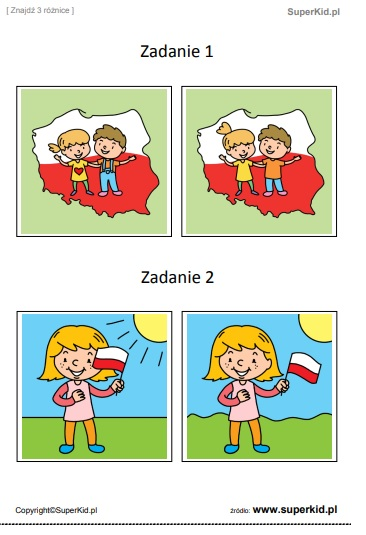 [ Znajdź 3 różnice ]
SuperKid.pl
Zadanie 1
Zadanie 2
Copyright©SuperKid.pl
źródło: www.superkid.pl